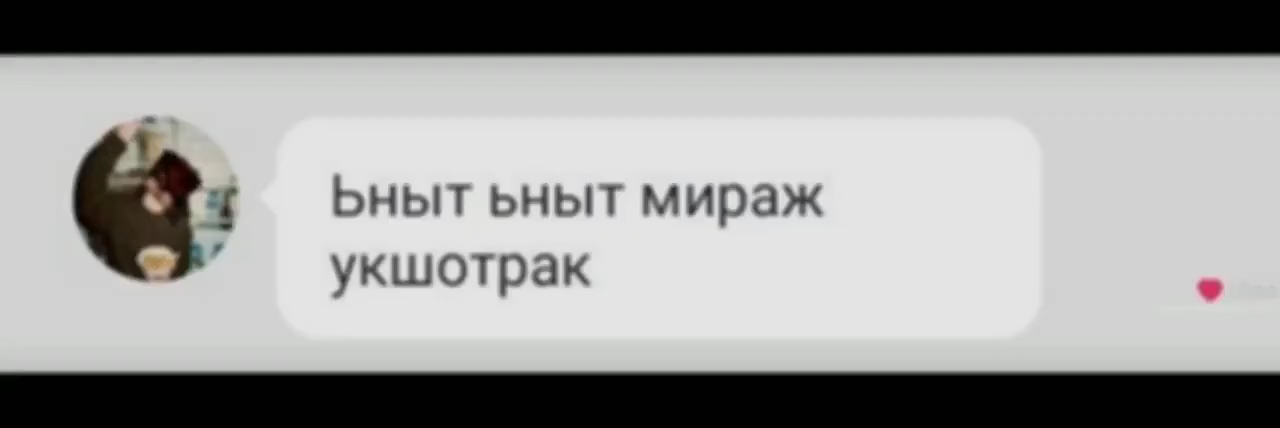 Ьныт ьныт мираж
укшотрак